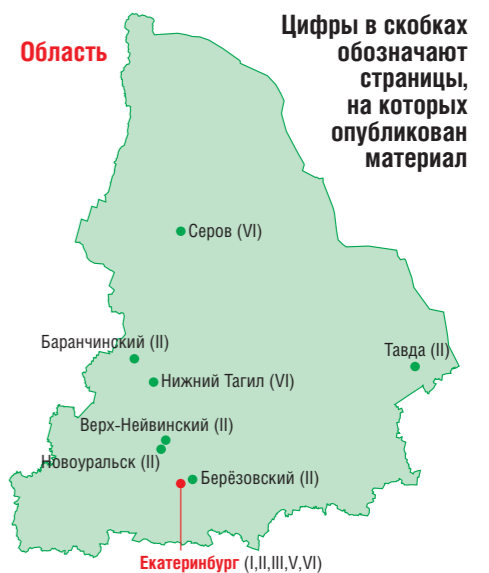 Область
Цифры в скобках
обозначают
страницы,
на которых
опубликован
материал
Серов (VI)
Баранчинский (II)
Тавда (II)
Нижний Тагил (VI)
Верх-Нейвинский (II)
Новоуральск (II)
Берёзовский (II)
Екатеринбург (I,II,III,V,VI)